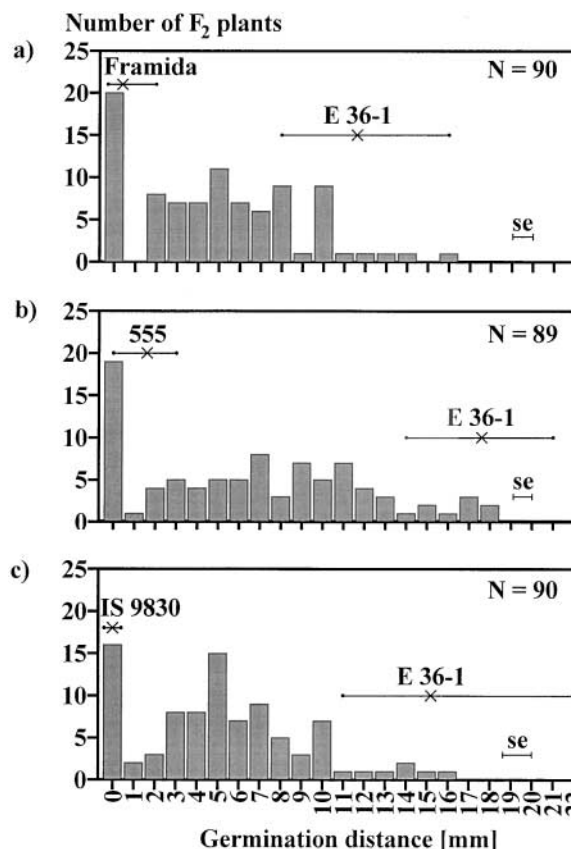 Number of F2 plants
a)
Framida
N = 90
E 36-1
25
20
15
10
5
0
se
b)
555
N = 89
E 36-1
25
20
15
10
5
0
se
c)
IS 9830
N = 90
E 36-1
25
20
15
10
5
0
se
0 1 2 3 4 5 6 7 8 9 10 11 12 13 14 15 16 17 18 19 20 21 22
Germination distance [mm]